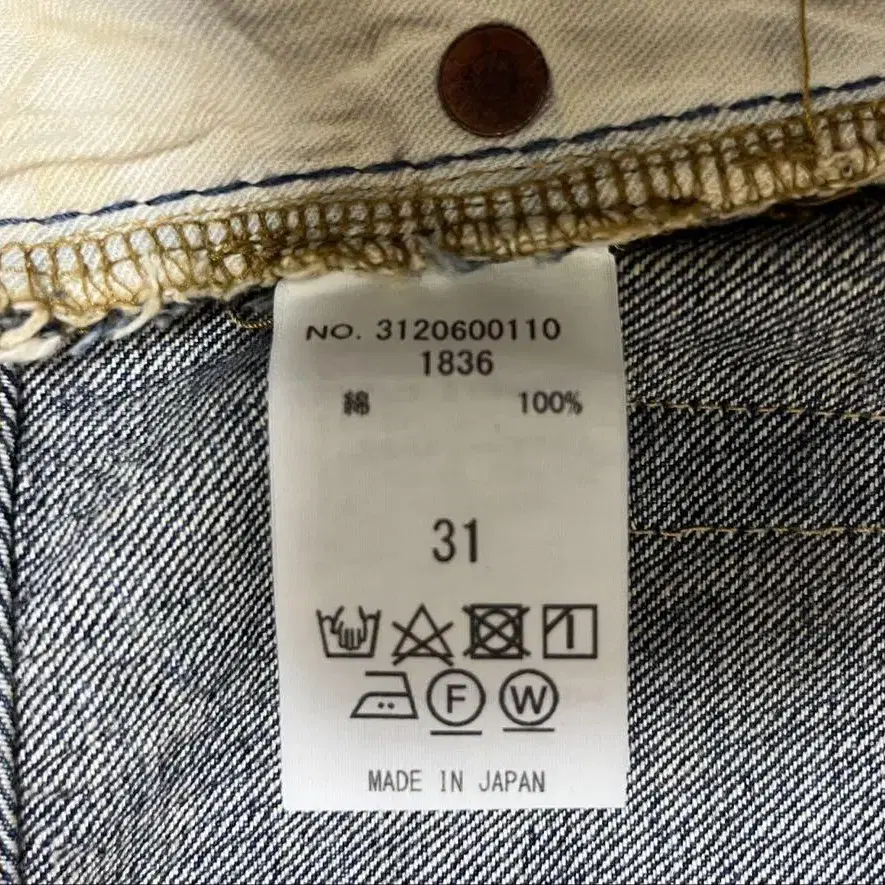 NO. 3120600110
1836
綿 100%
31
F W
MADE IN JAPAN